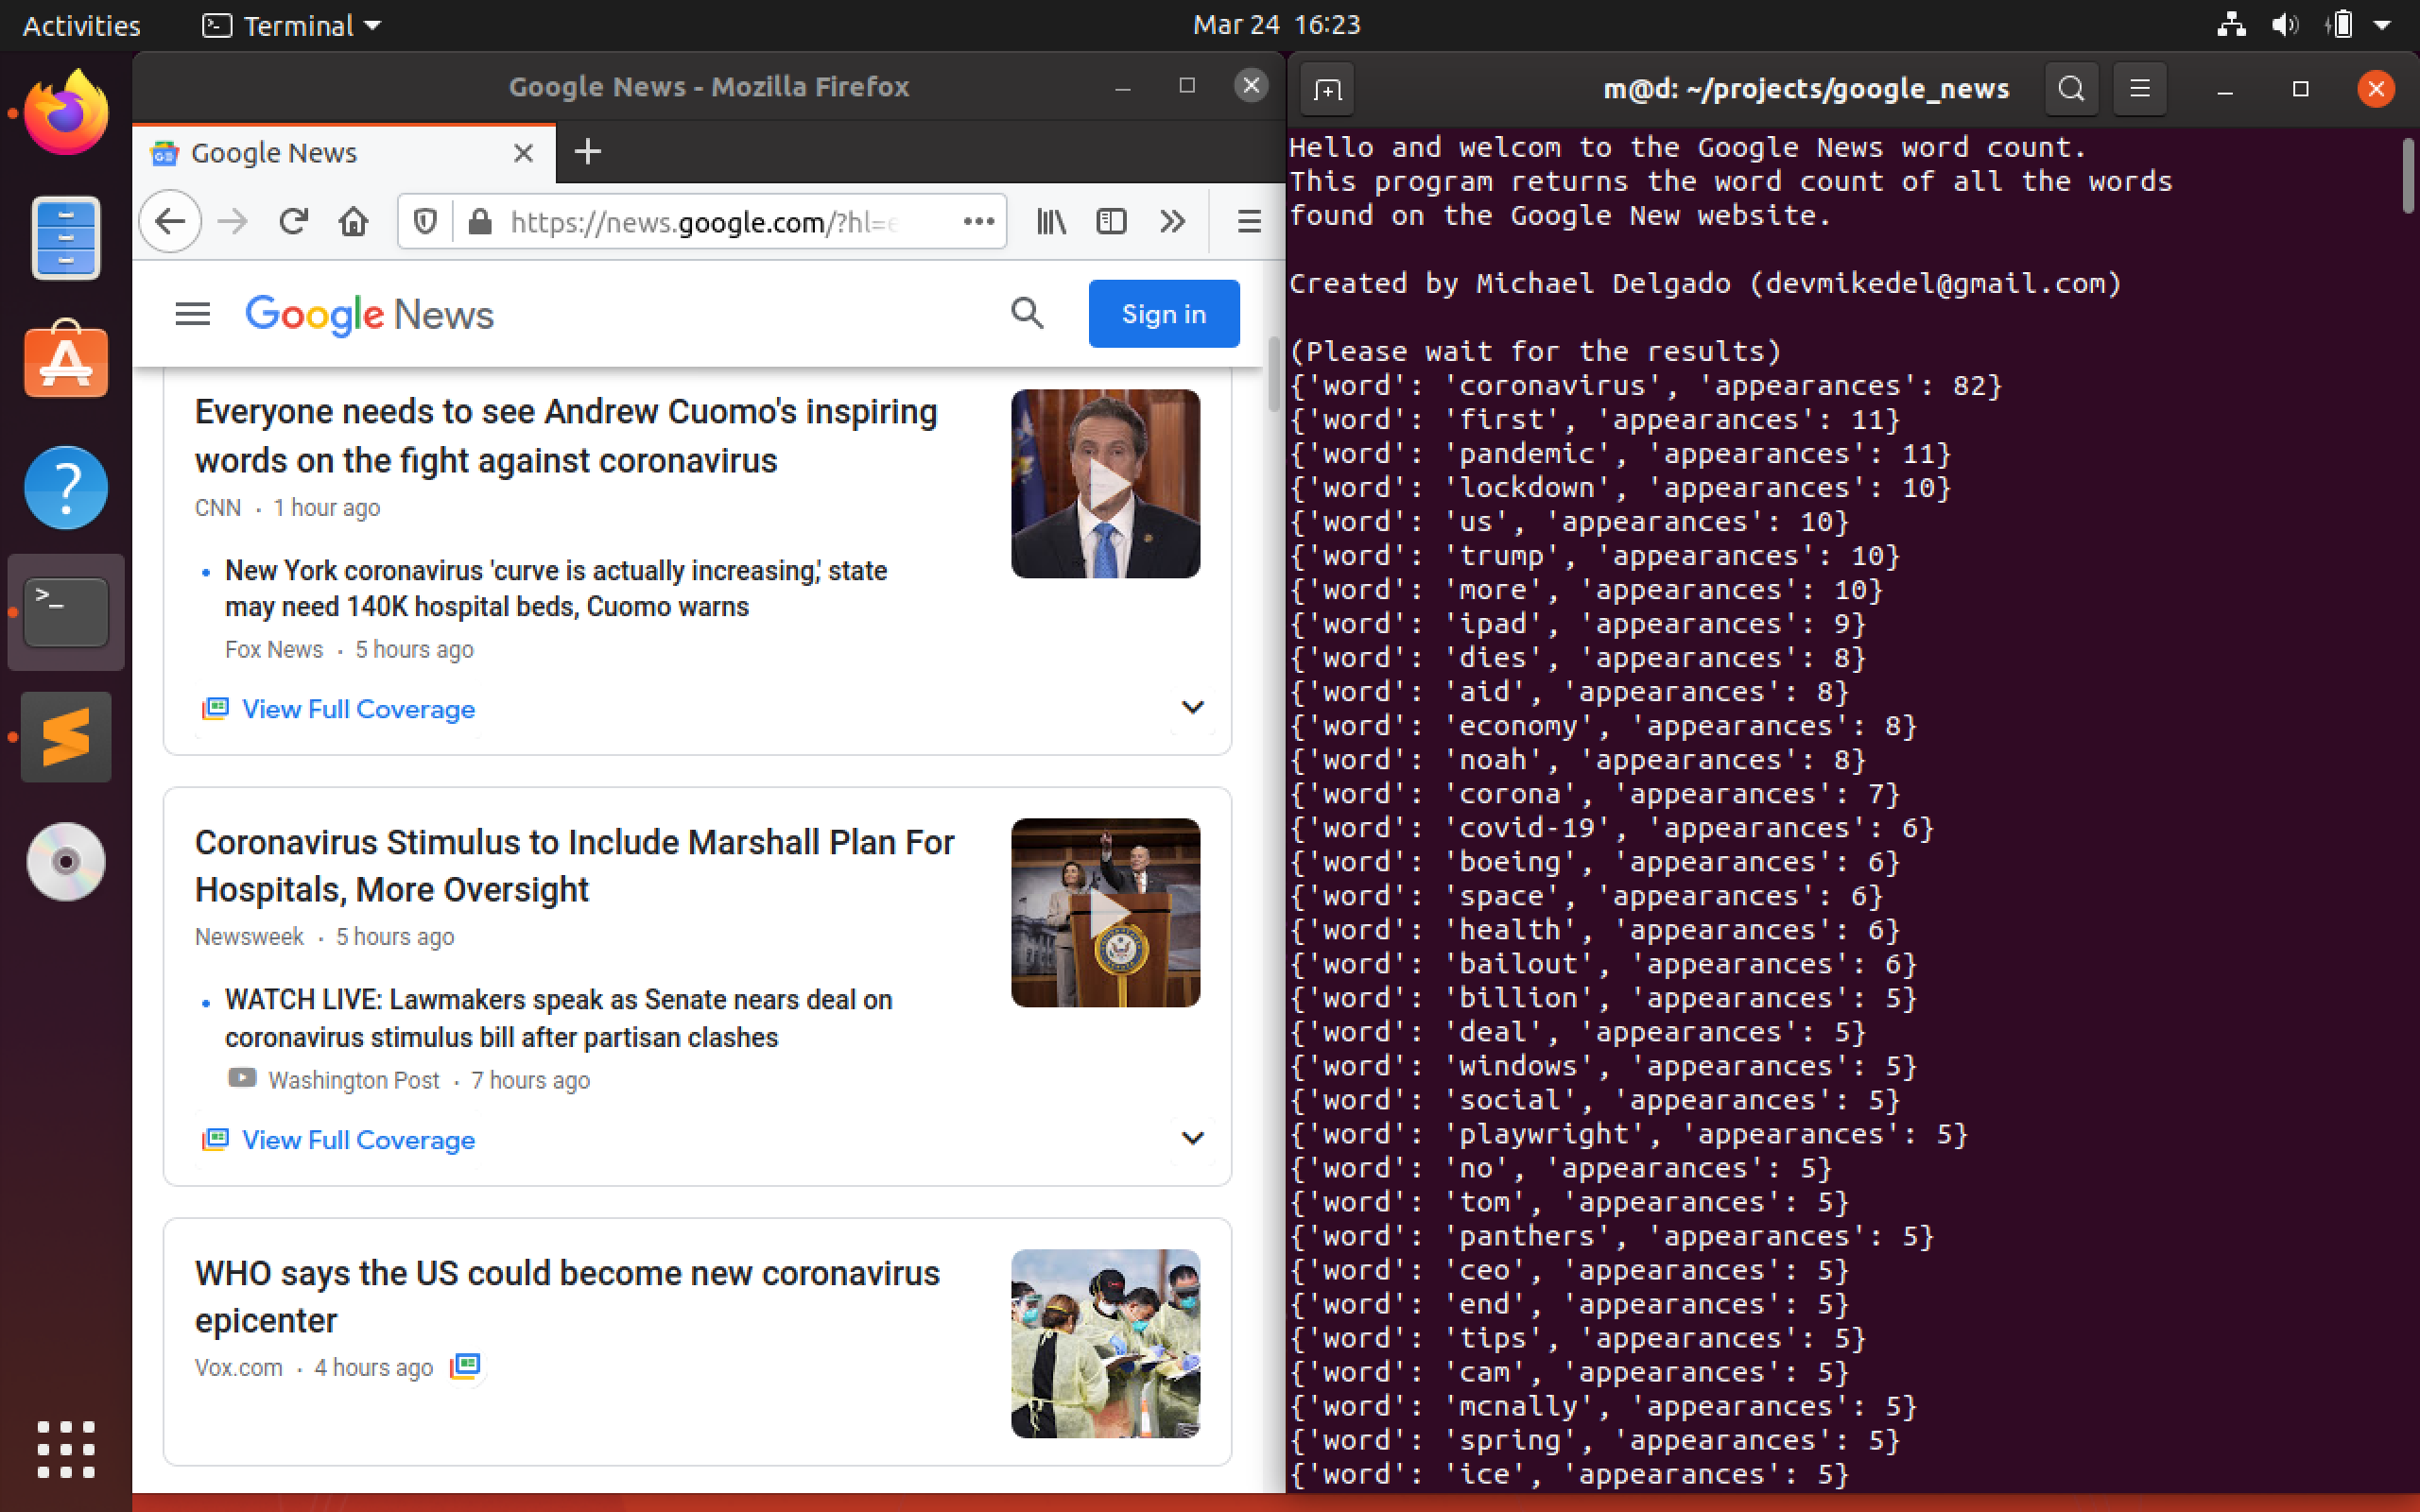 Activities
Terminal
Mar 24 16:23
Google News - Mozilla Firefox
Google News
https://news.google.com/?hl=e
Google News
Sign in
Everyone needs to see Andrew Cuomo's inspiring
words on the fight against coronavirus
CNN · 1 hour ago
• New York coronavirus 'curve is actually increasing,' state
may need 140K hospital beds, Cuomo warns
Fox News · 5 hours ago
View Full Coverage
Coronavirus Stimulus to Include Marshall Plan For
Hospitals, More Oversight
Newsweek · 5 hours ago
• WATCH LIVE: Lawmakers speak as Senate nears deal on
coronavirus stimulus bill after partisan clashes
Washington Post · 7 hours ago
View Full Coverage
WHO says the US could become new coronavirus
epicenter
Vox.com · 4 hours ago
m@d: ~/projects/google_news
Hello and welcom to the Google News word count.
This program returns the word count of all the words
found on the Google New website.
Created by Michael Delgado (devmikedel@gmail.com)
(Please wait for the results)
{'word': 'coronavirus', 'appearances': 82}
{'word': 'first', 'appearances': 11}
{'word': 'pandemic', 'appearances': 11}
{'word': 'lockdown', 'appearances': 10}
{'word': 'us', 'appearances': 10}
{'word': 'trump', 'appearances': 10}
{'word': 'more', 'appearances': 10}
{'word': 'ipad', 'appearances': 9}
{'word': 'dies', 'appearances': 8}
{'word': 'aid', 'appearances': 8}
{'word': 'economy', 'appearances': 8}
{'word': 'noah', 'appearances': 8}
{'word': 'corona', 'appearances': 7}
{'word': 'covid-19', 'appearances': 6}
{'word': 'boeing', 'appearances': 6}
{'word': 'space', 'appearances': 6}
{'word': 'health', 'appearances': 6}
{'word': 'bailout', 'appearances': 6}
{'word': 'billion', 'appearances': 5}
{'word': 'deal', 'appearances': 5}
{'word': 'windows', 'appearances': 5}
{'word': 'social', 'appearances': 5}
{'word': 'playwright', 'appearances': 5}
{'word': 'no', 'appearances': 5}
{'word': 'tom', 'appearances': 5}
{'word': 'panthers', 'appearances': 5}
{'word': 'ceo', 'appearances': 5}
{'word': 'end', 'appearances': 5}
{'word': 'tips', 'appearances': 5}
{'word': 'cam', 'appearances': 5}
{'word': 'mcnally', 'appearances': 5}
{'word': 'spring', 'appearances': 5}
{'word': 'ice', 'appearances': 5}